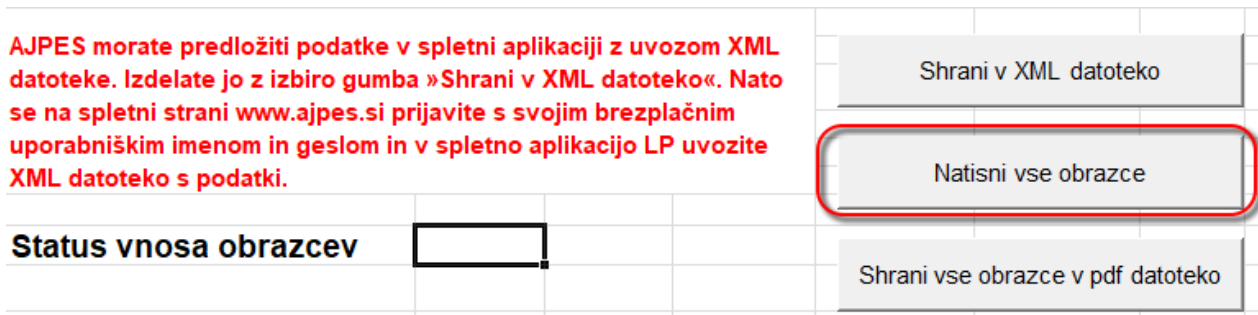 AJPES morate predložiti podatke v spletni aplikaciji z uvozom XML
datoteke. Izdelate jo z izbiro gumba »Shrani v XML datoteko«. Nato
se na spletni strani www.ajpes.si prijavite s svojim brezplačnim
uporabniškim imenom in geslom in v spletno aplikacijo LP uvozite
XML datoteko s podatki.
Shrani v XML datoteko
Natisni vse obrazce
Status vnosa obrazcev
Shrani vse obrazce v pdf datoteko